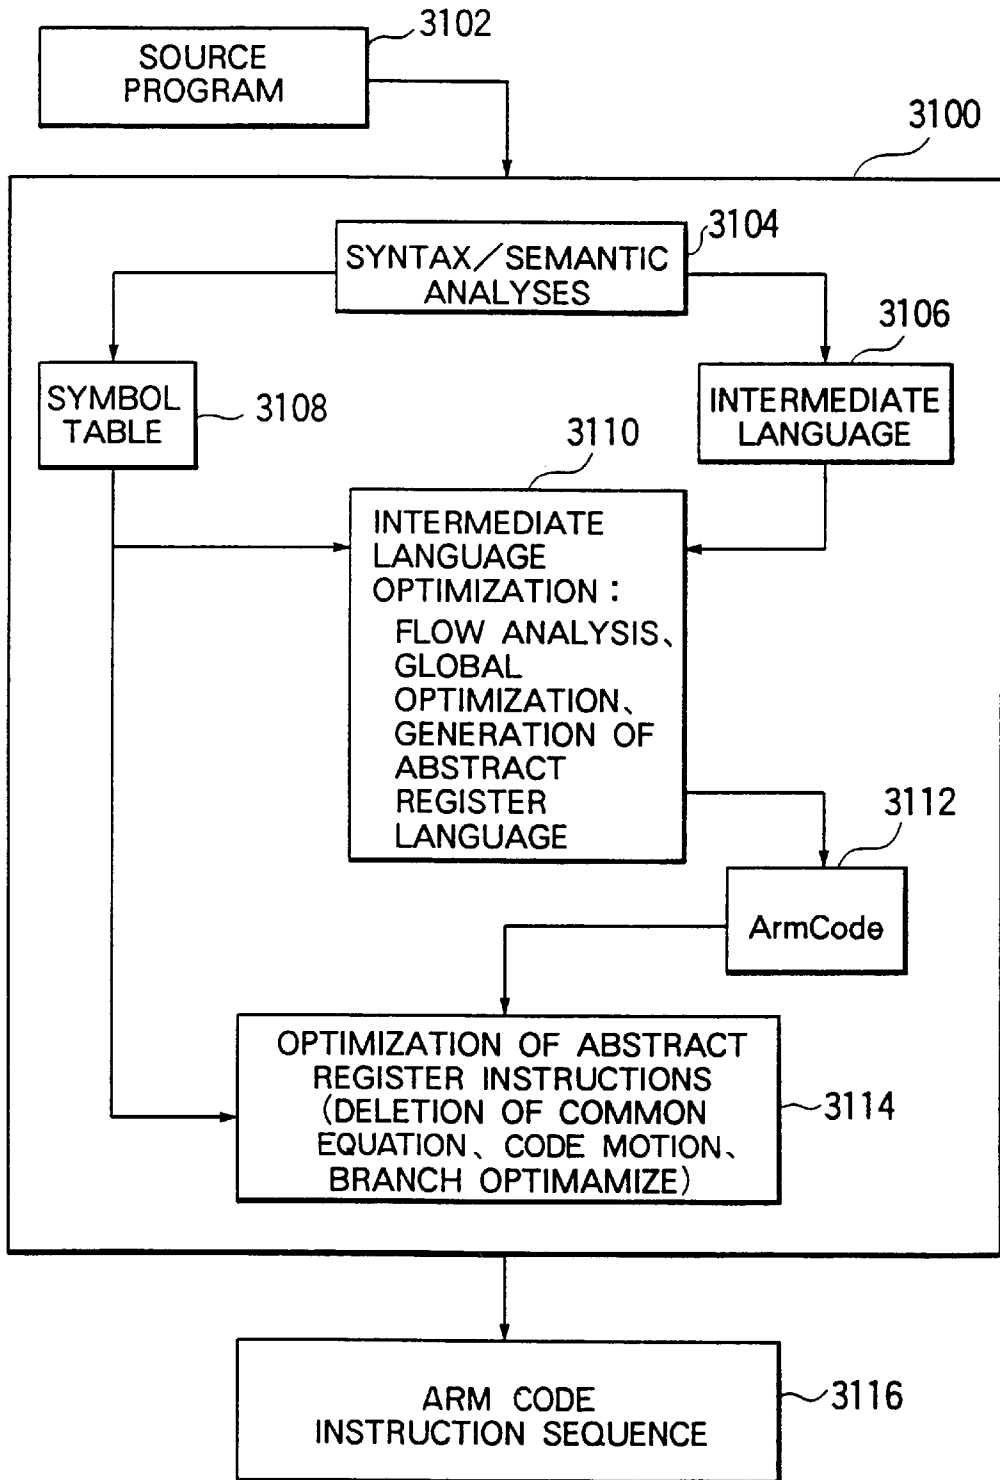 3102
SOURCE
PROGRAM
3100
3104
SYNTAX/SEMANTIC
ANALYSES
3106
SYMBOL
TABLE
3108
INTERMEDIATE
LANGUAGE
3110
INTERMEDIATE
LANGUAGE
OPTIMIZATION:
FLOW ANALYSIS、
GLOBAL
OPTIMIZATION、
GENERATION OF
ABSTRACT
REGISTER
LANGUAGE
3112
ArmCode
OPTIMIZATION OF ABSTRACT
REGISTER INSTRUCTIONS
(DELETION OF COMMON
EQUATION、CODE MOTION、
BRANCH OPTIMAMIZE)
3114
ARM CODE
INSTRUCTION SEQUENCE
3116